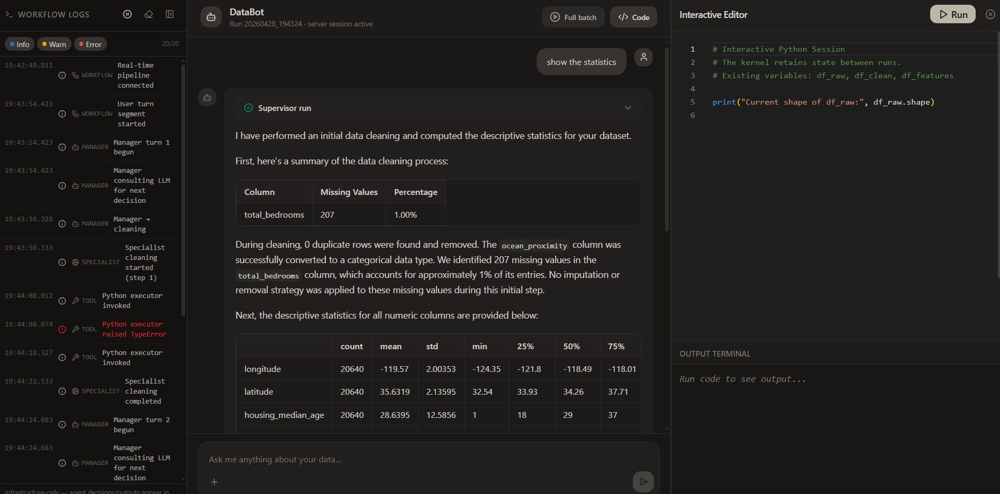 WORKFLOW LOGS
Info
Warn
Error
20/20
19:43:49.811
WORKFLOW
Real-time
pipeline
connected
19:43:54.423
WORKFLOW
User turn
segment
started
19:43:54.423
MANAGER
Manager turn 1
begun
19:43:54.423
MANAGER
Manager
consulting LLM
for next
decision
19:43:56.328
MANAGER
Manager →
cleaning
19:43:56.333
SPECIALIST
Specialist
cleaning
started
(step 1)
19:44:08.012
TOOL
Python executor
invoked
19:44:08.074
TOOL
Python executor
raised TypeError
19:44:18.327
TOOL
Python executor
invoked
19:44:22.533
SPECIALIST
Specialist
cleaning
completed
19:44:24.683
MANAGER
Manager turn 2
begun
19:44:24.683
MANAGER
Manager
consulting LLM
for next
decision
Infrastructure-only — agent decisions/outputs appear in
DataBot
Run 20260428_194324 · server session active
Full batch
Code
show the statistics
Supervisor run
I have performed an initial data cleaning and computed the descriptive statistics for your dataset.
First, here's a summary of the data cleaning process:
Column Missing Values Percentage
total_bedrooms 207 1.00%
During cleaning, 0 duplicate rows were found and removed. The ocean_proximity column was
successfully converted to a categorical data type. We identified 207 missing values in the
total_bedrooms column, which accounts for approximately 1% of its entries. No imputation or
removal strategy was applied to these missing values during this initial step.
Next, the descriptive statistics for all numeric columns are provided below:
count mean std min 25% 50% 75%
longitude 20640 -119.57 2.00353 -124.35 -121.8 -118.49 -118.01
latitude 20640 35.6319 2.13595 32.54 33.93 34.26 37.71
housing_median_age 20640 28.6395 12.5856 1 18 29 37
Ask me anything about your data...
Interactive Editor
Run
1 # Interactive Python Session
2 # The kernel retains state between runs.
3 # Existing variables: df_raw, df_clean, df_features
4
5 print("Current shape of df_raw:", df_raw.shape)
6
OUTPUT TERMINAL
Run code to see output...